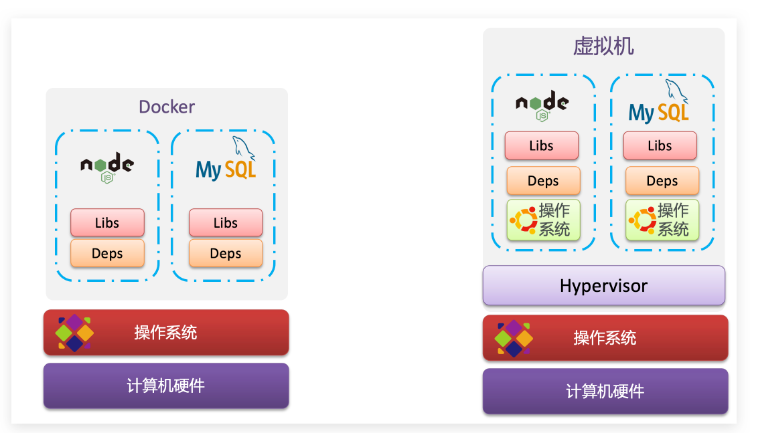 Docker
node
JS
MySQL
Libs
Libs
Deps
Deps
操作系统
计算机硬件
虚拟机
node
JS
MySQL
Libs
Libs
Deps
Deps
操作
系统
操作
系统
Hypervisor
操作系统
计算机硬件